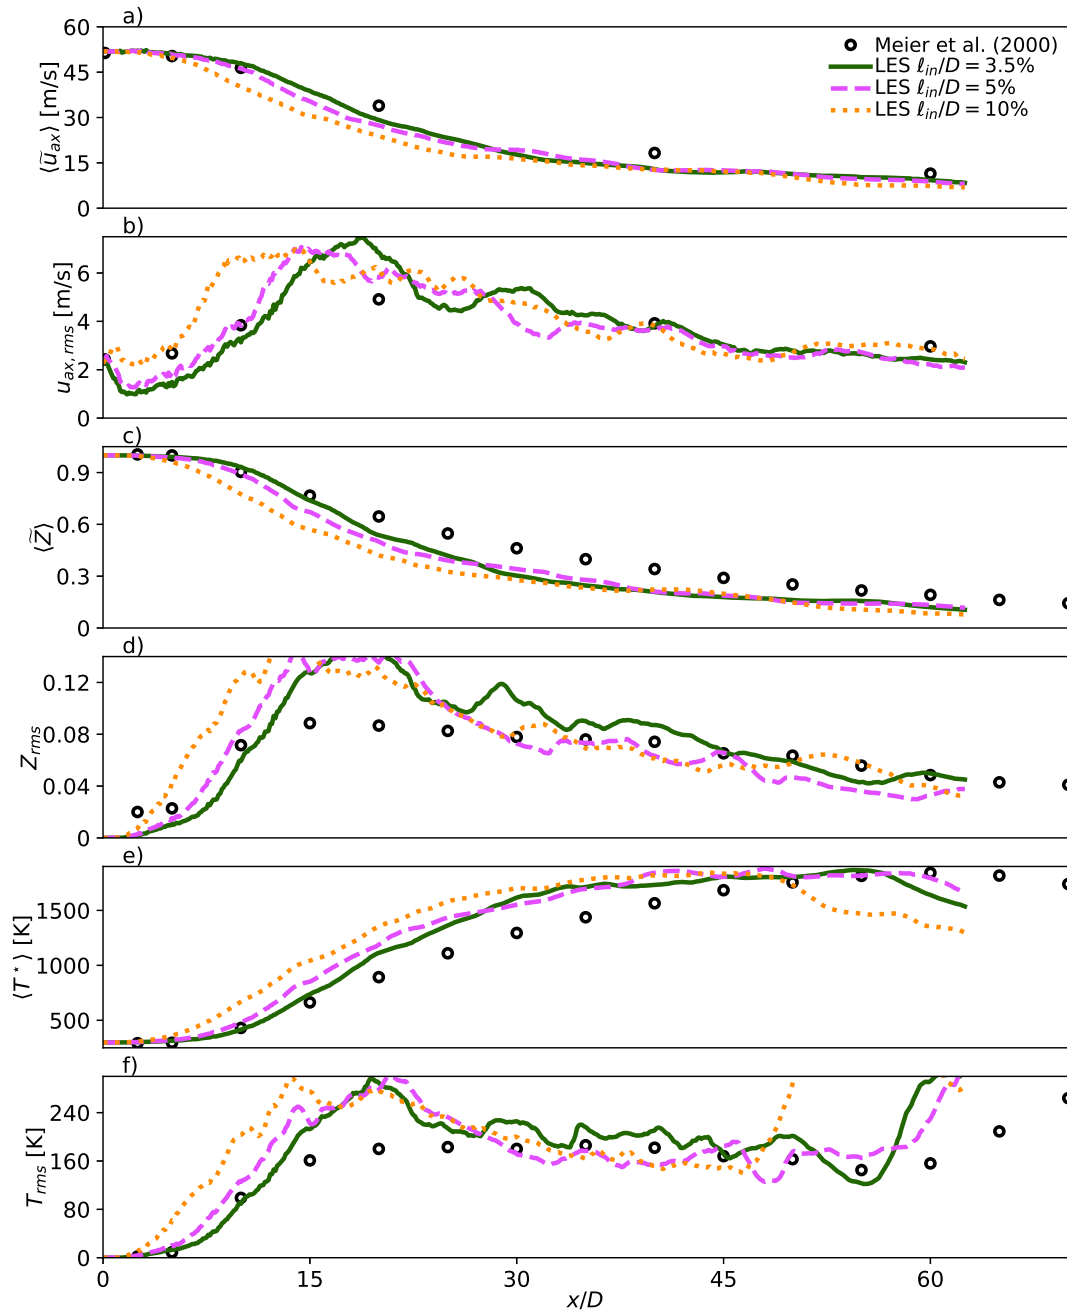 a)
60
45
30
15
0
⟨ũ_ax⟩ [m/s]
Meier et al. (2000)
LES ℓ_in/D = 3.5%
LES ℓ_in/D = 5%
LES ℓ_in/D = 10%
b)
6
4
2
0
u_ax,rms [m/s]
c)
0.9
0.6
0.3
0
⟨Z̃⟩
d)
0.12
0.08
0.04
0
Z_rms
e)
1500
1000
500
⟨T⋆⟩ [K]
f)
240
160
80
0
T_rms [K]
0 15 30 45 60
x/D